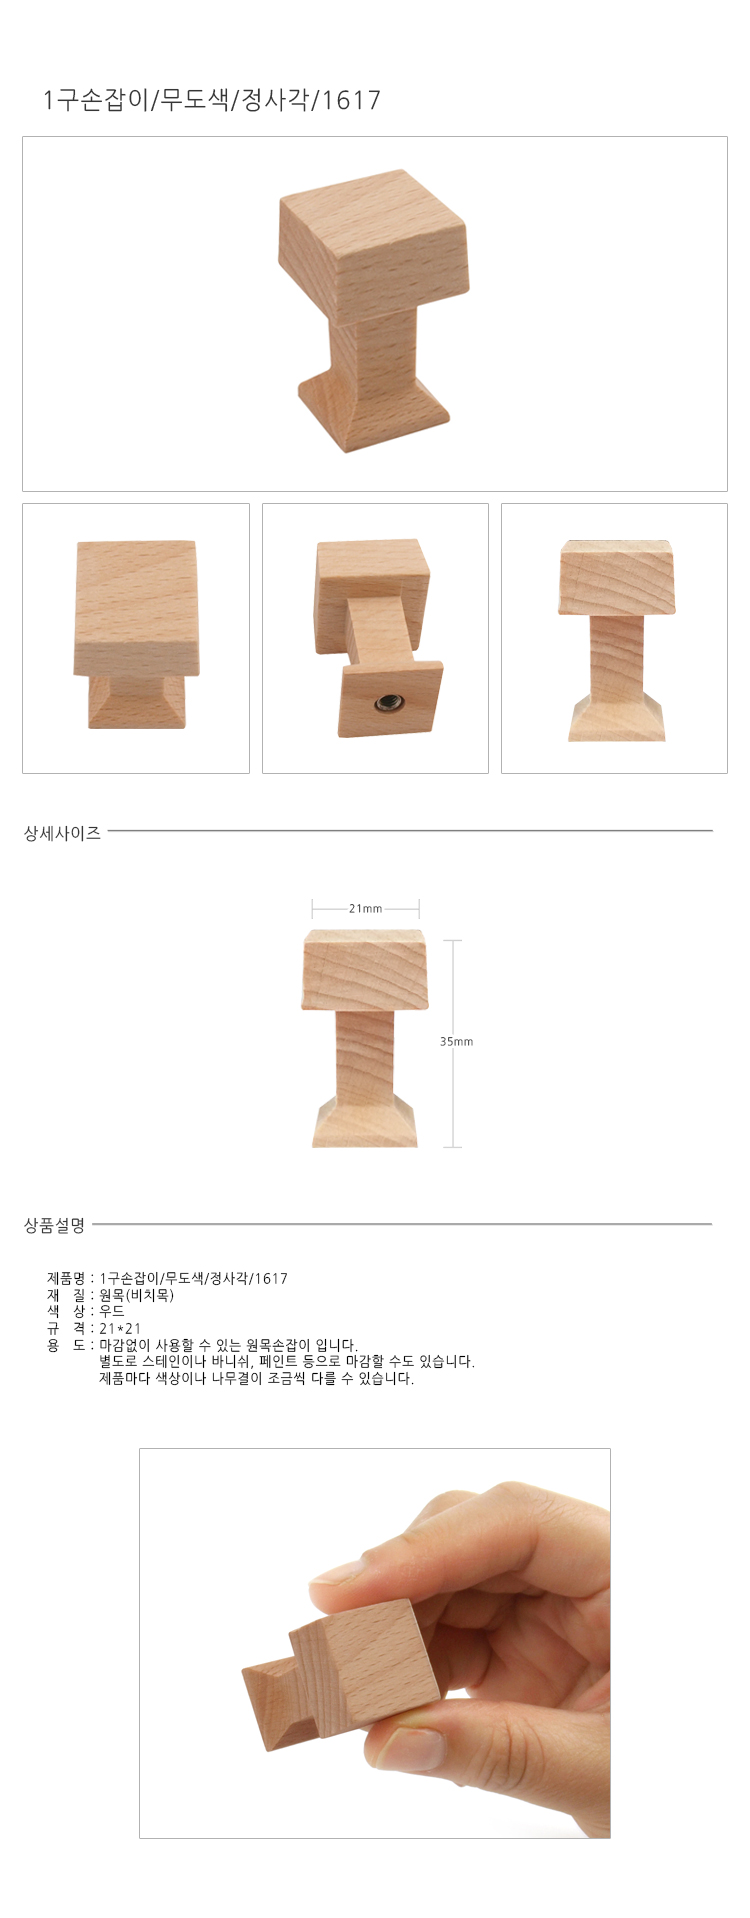 1구손잡이/무도색/정사각/1617
상세사이즈
21mm
35mm
상품설명
제품명 : 1구손잡이/무도색/정사각/1617
재 질 : 원목(비치목)
색 상 : 우드
규 격 : 21*21
용 도 : 마감없이 사용할 수 있는 원목손잡이 입니다.
별도로 스테인이나 바니쉬, 페인트 등으로 마감할 수도 있습니다.
제품마다 색상이나 나무결이 조금씩 다를 수 있습니다.